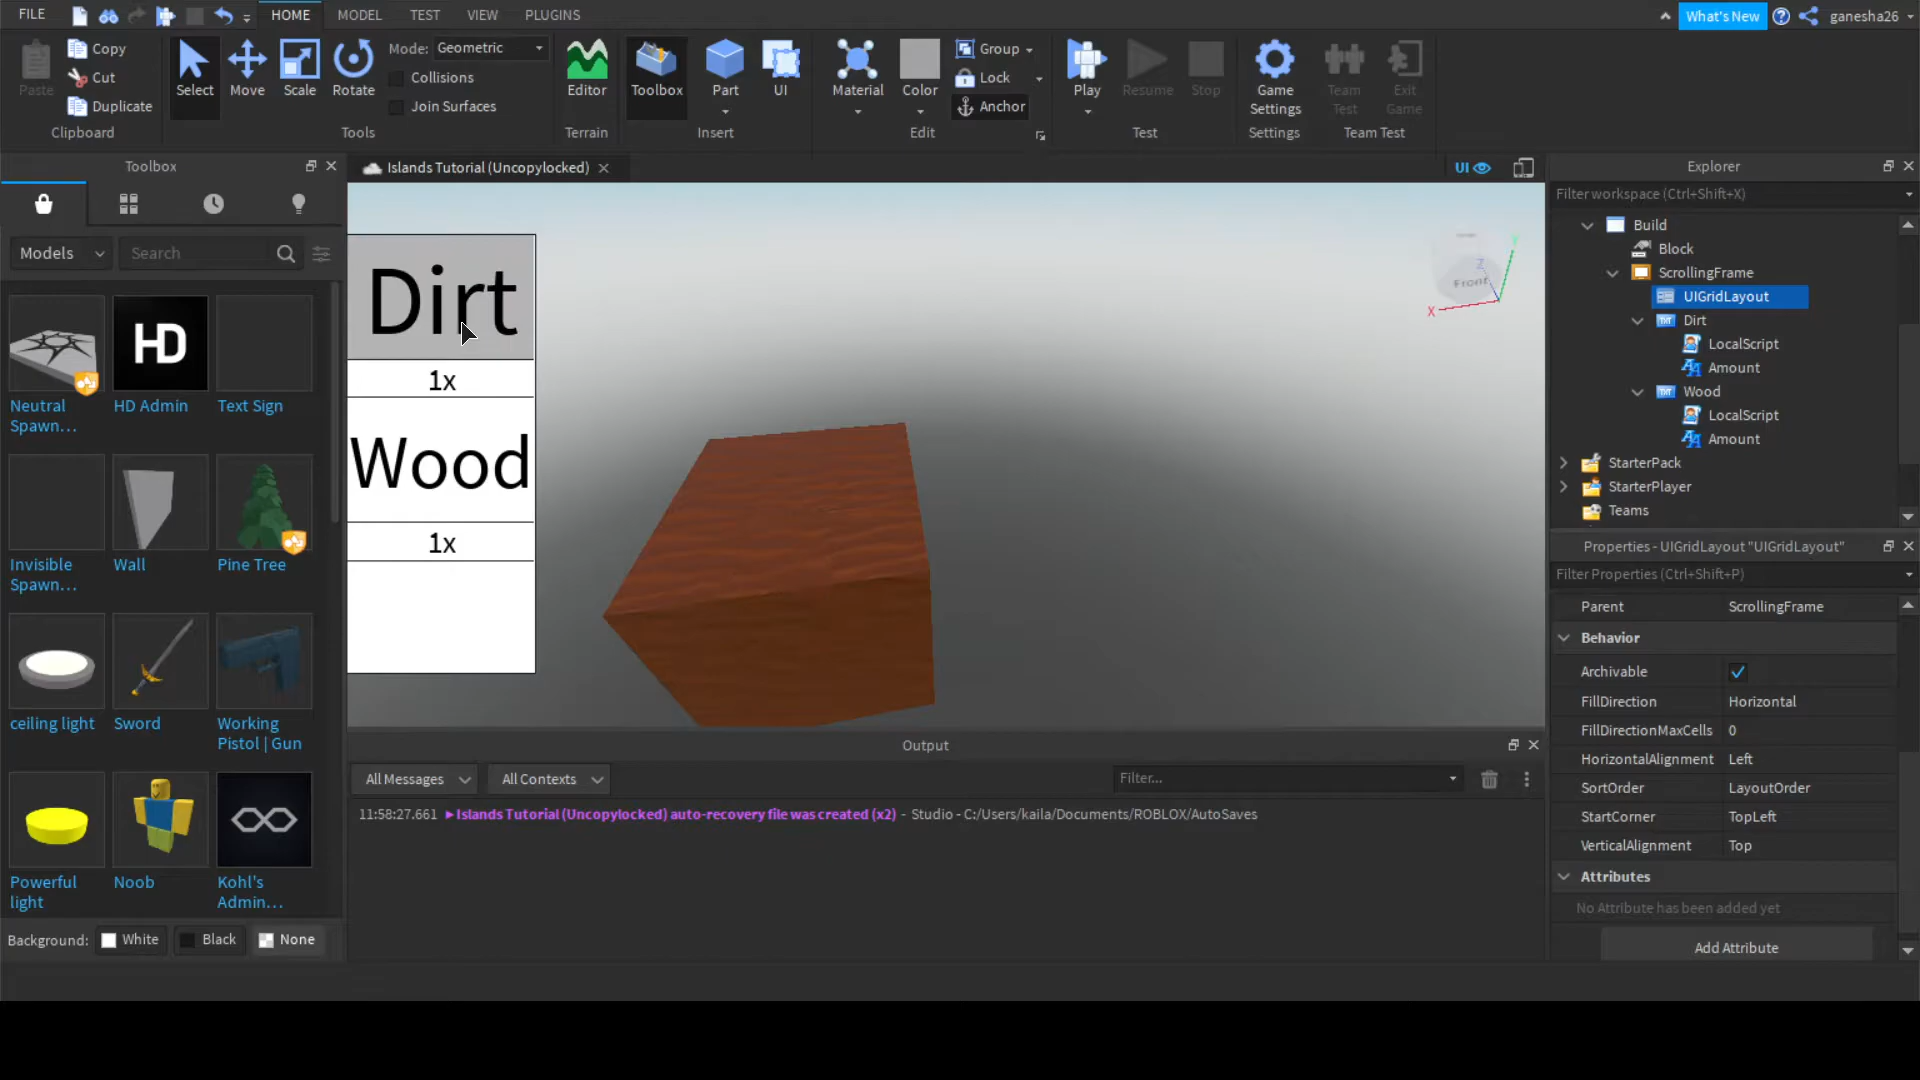 FILE
HOME
MODEL
TEST
VIEW
PLUGINS
What's New
ganesha26
Paste
Copy
Cut
Duplicate
Clipboard
Select
Move
Scale
Rotate
Mode: Geometric
Collisions
Join Surfaces
Tools
Editor
Terrain
Toolbox
Part
UI
Insert
Material
Color
Group
Lock
Anchor
Edit
Play
Resume
Stop
Test
Game
Settings
Settings
Team
Test
Exit
Game
Team Test
Toolbox
Models
Search
Neutral
Spawn...
HD
HD Admin
Text Sign
Invisible
Spawn...
Wall
Pine Tree
ceiling light
Sword
Working
Pistol | Gun
Powerful
light
Noob
Kohl's
Admin...
Background:
White
Black
None
Islands Tutorial (Uncopylocked)
UI
Dirt
1x
Wood
1x
Front
X
Y
Z
Output
All Messages
All Contexts
Filter...
11:58:27.661 ▸ Islands Tutorial (Uncopylocked) auto-recovery file was created (x2) - Studio - C:/Users/kaila/Documents/ROBLOX/AutoSaves
Explorer
Filter workspace (Ctrl+Shift+X)
Build
Block
ScrollingFrame
UIGridLayout
TXT Dirt
LocalScript
Amount
TXT Wood
LocalScript
Amount
StarterPack
StarterPlayer
Teams
Properties - UIGridLayout "UIGridLayout"
Filter Properties (Ctrl+Shift+P)
Parent ScrollingFrame
Behavior
Archivable
FillDirection Horizontal
FillDirectionMaxCells 0
HorizontalAlignment Left
SortOrder LayoutOrder
StartCorner TopLeft
VerticalAlignment Top
Attributes
No Attribute has been added yet
Add Attribute